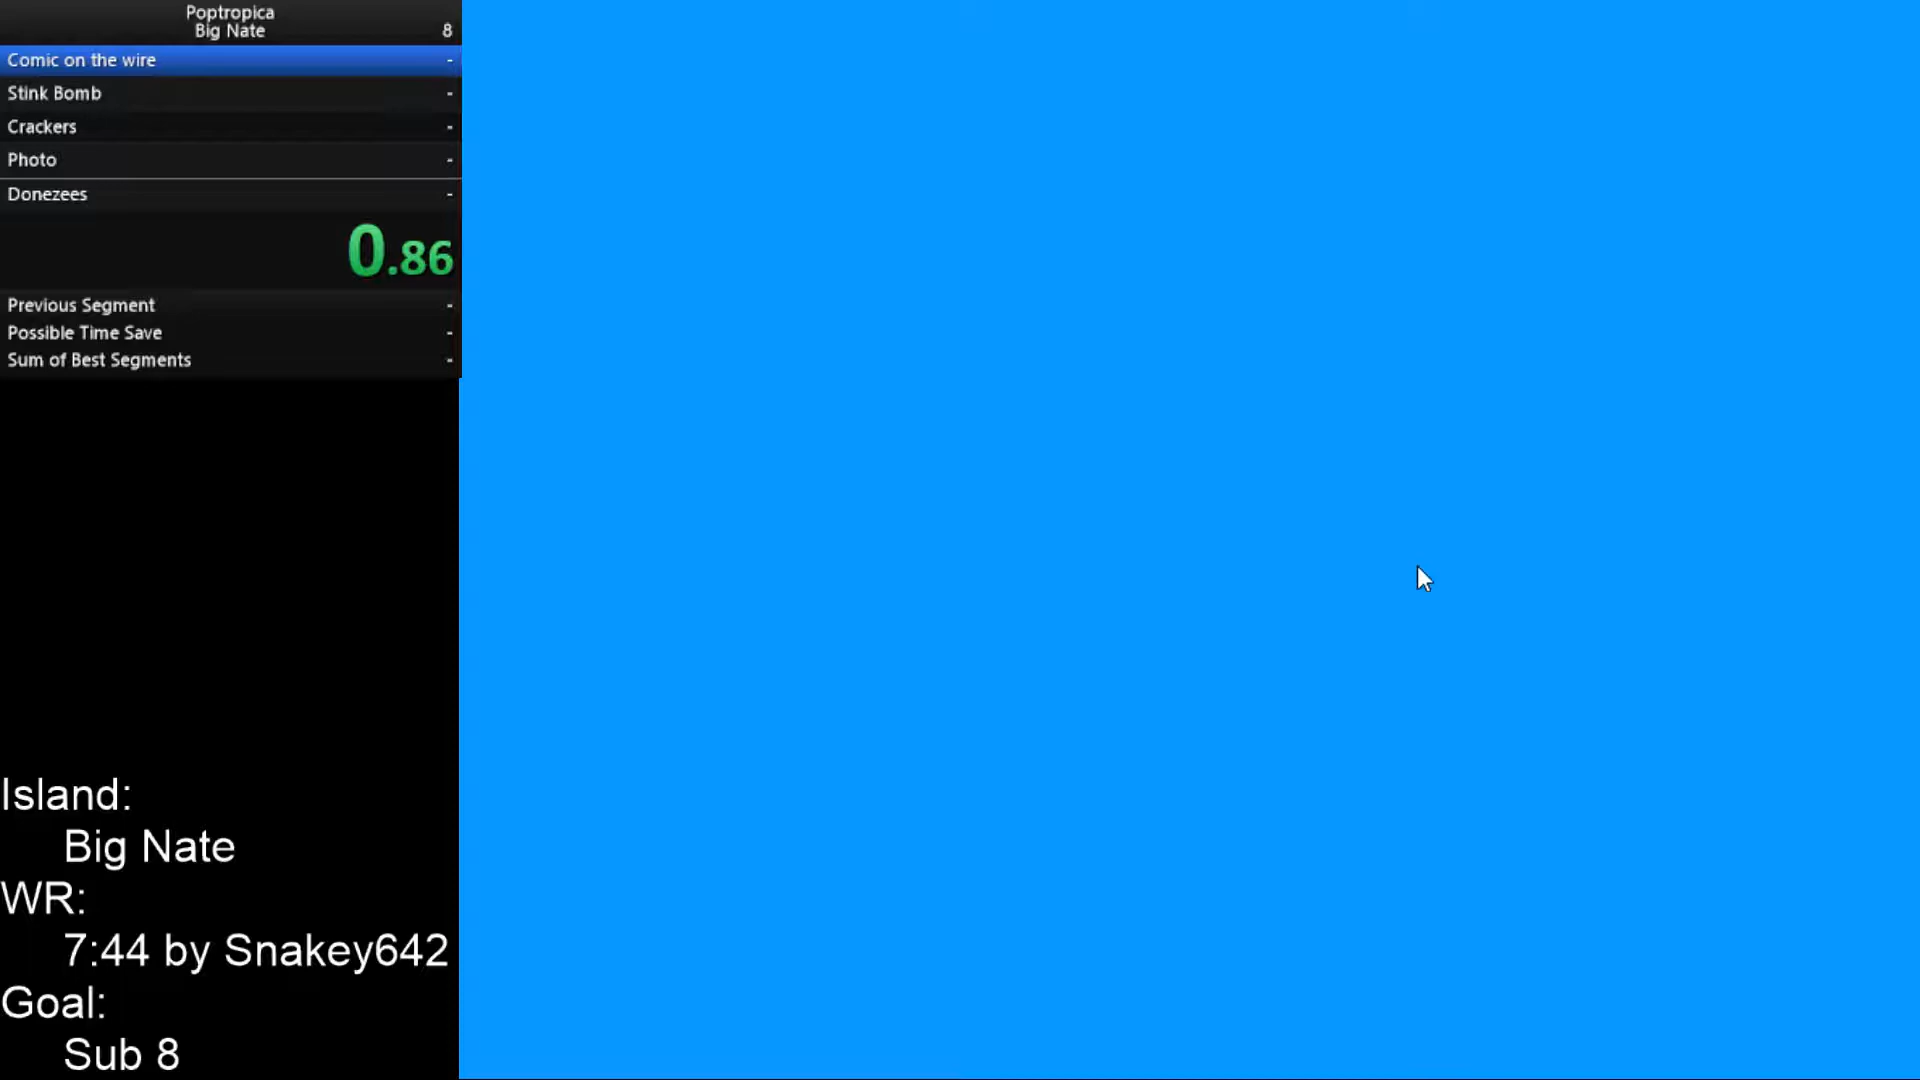 Poptropica
Big Nate 8
Comic on the wire -
Stink Bomb -
Crackers -
Photo -
Donezees -
0.86
Previous Segment -
Possible Time Save -
Sum of Best Segments -
Island:
Big Nate
WR:
7:44 by Snakey642
Goal:
Sub 8